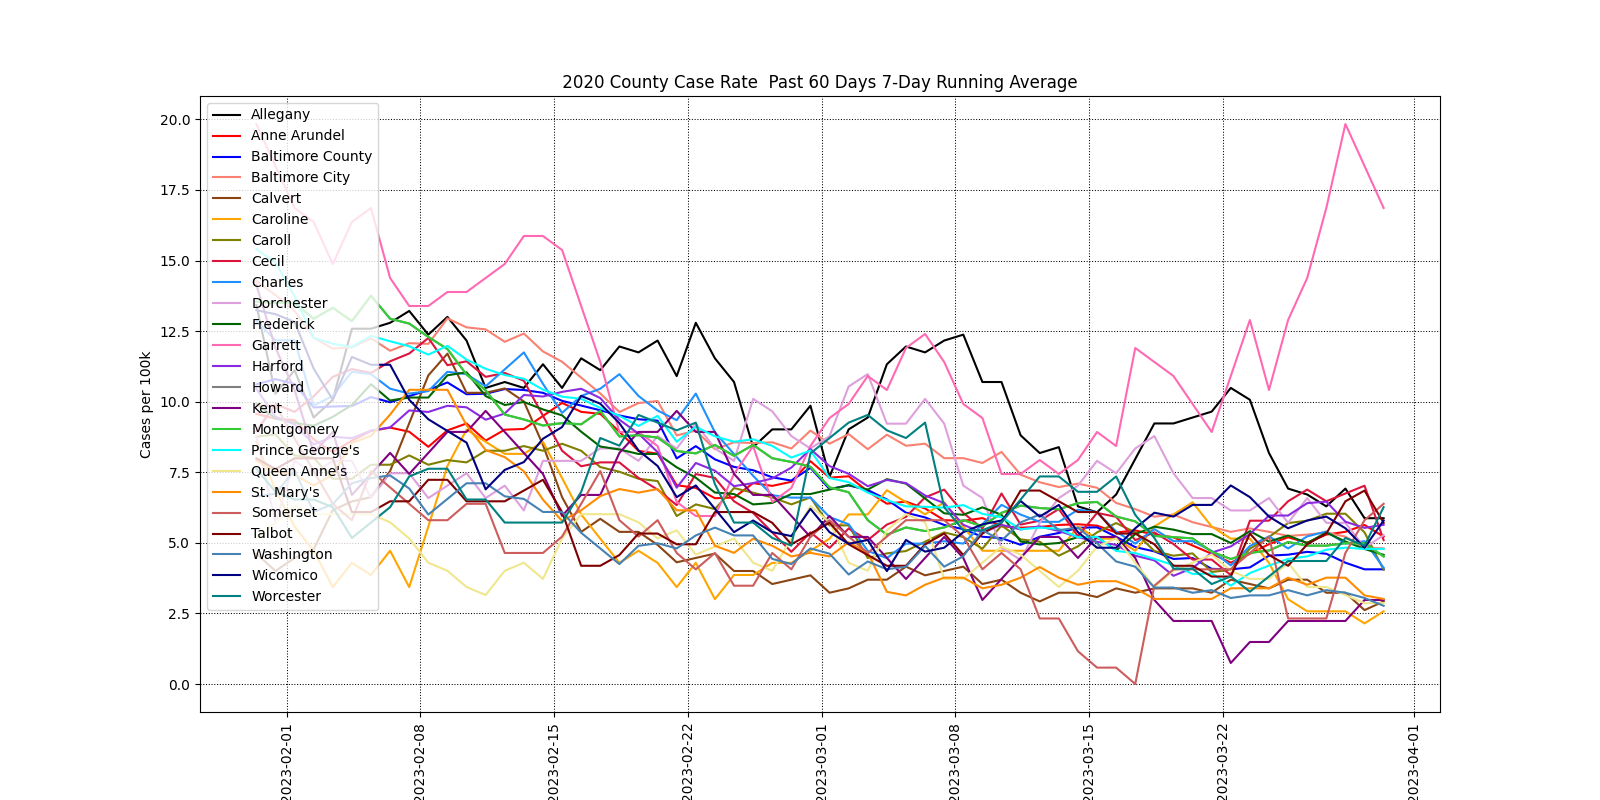 2020 County Case Rate  Past 60 Days 7-Day Running Average
Cases per 100k
20.0
17.5
15.0
12.5
10.0
7.5
5.0
2.5
0.0
Allegany
Anne Arundel
Baltimore County
Baltimore City
Calvert
Caroline
Caroll
Cecil
Charles
Dorchester
Frederick
Garrett
Harford
Howard
Kent
Montgomery
Prince George's
Queen Anne's
St. Mary's
Somerset
Talbot
Washington
Wicomico
Worcester
2023-02-01
2023-02-08
2023-02-15
2023-02-22
2023-03-01
2023-03-08
2023-03-15
2023-03-22
2023-04-01